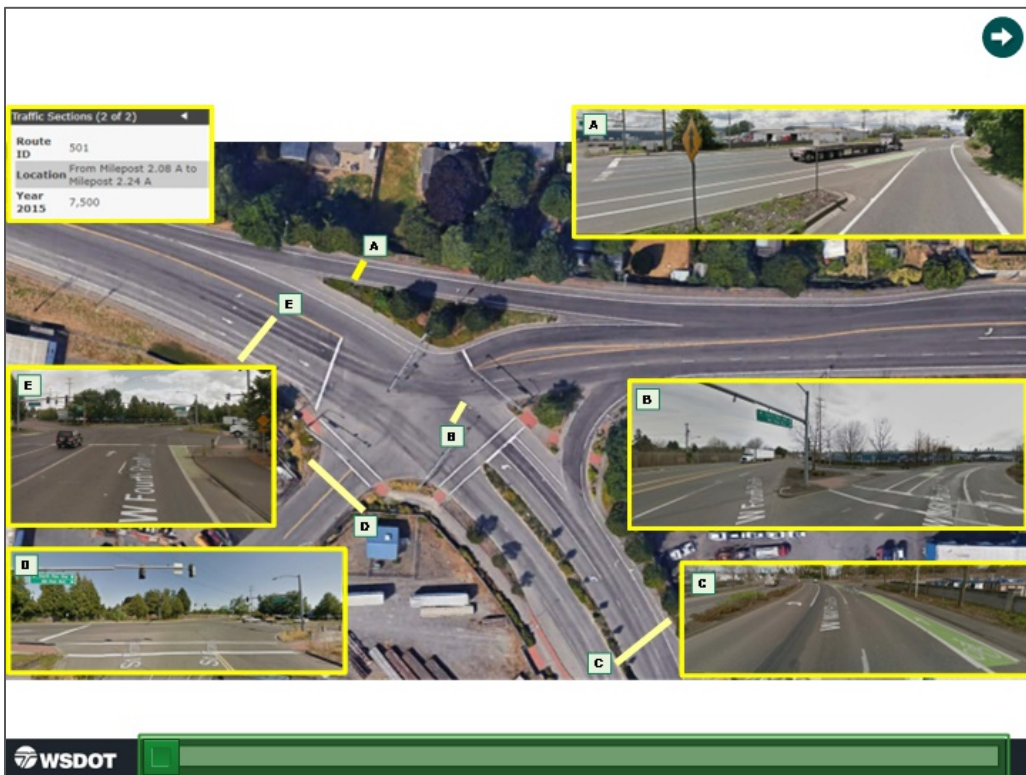 Traffic Sections (2 of 2)
Route ID 501
Location From Milepost 2.08 A to Milepost 2.24 A
Year 2015 7,500
A
A
E
E
B
B
W Fourth
W Fourth Plain
D
D
C
C
W Mill
WSDOT